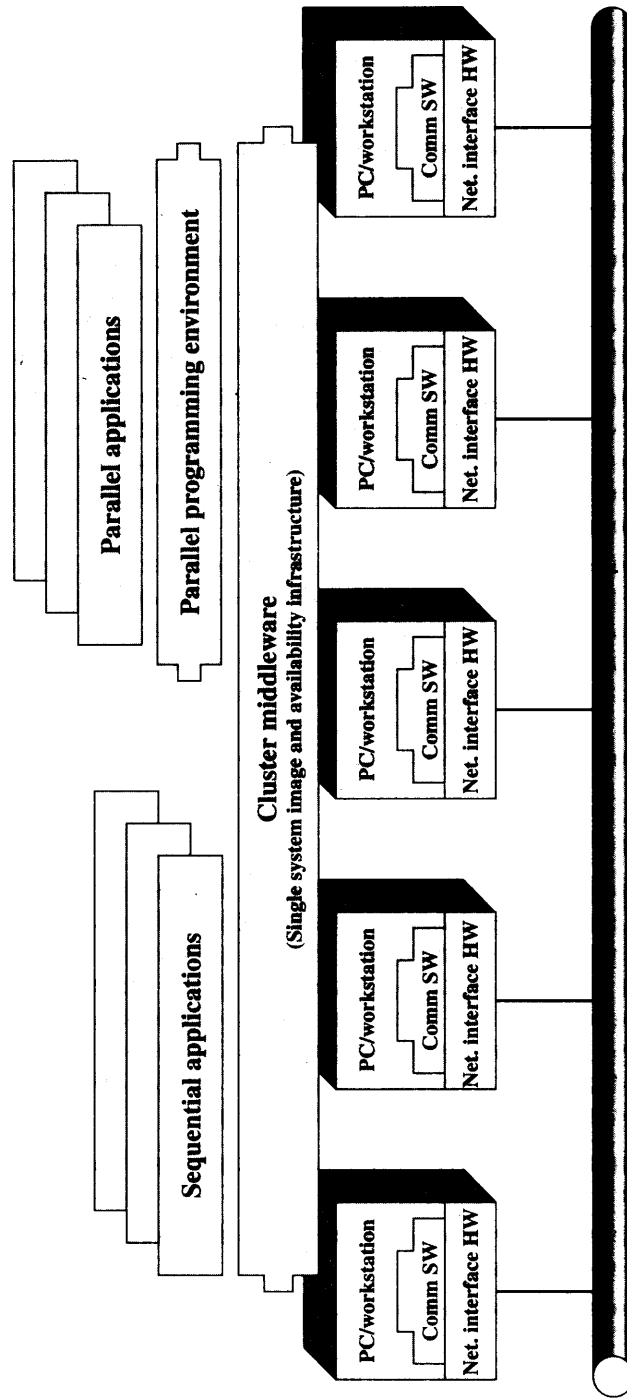 Parallel applications
Sequential applications
Parallel programming environment
Cluster middleware
(Single system image and availability infrastructure)
PC/workstation
Comm SW
Net. interface HW
PC/workstation
Comm SW
Net. interface HW
PC/workstation
Comm SW
Net. interface HW
PC/workstation
Comm SW
Net. interface HW
PC/workstation
Comm SW
Net. interface HW